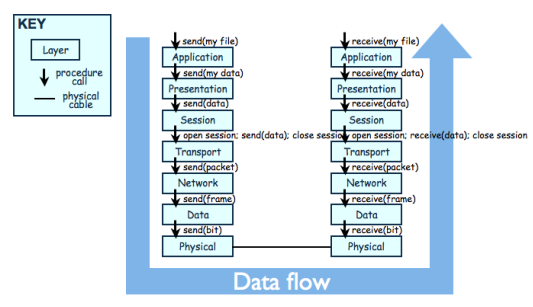 KEY
Layer
procedure
call
physical
cable
send(my file)
receive(my file)
Application
Application
send(my data)
receive(my data)
Presentation
Presentation
send(data)
receive(data)
Session
Session
open session; send(data); close session
open session; receive(data); close session
Transport
Transport
send(packet)
receive(packet)
Network
Network
send(frame)
receive(frame)
Data
Data
send(bit)
receive(bit)
Physical
Physical
Data flow